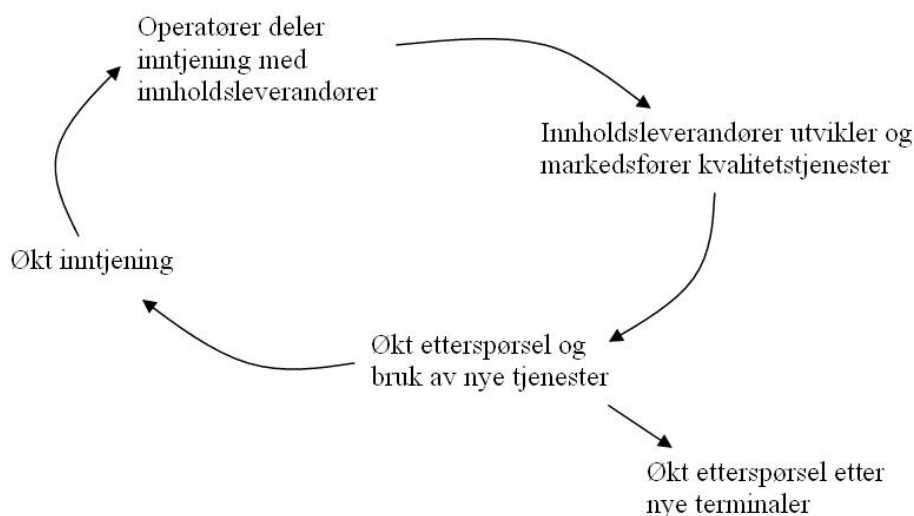 Operatører deler
inntjening med
innholdsleverandører
Innholdsleverandører utvikler og
markedsfører kvalitetstjenester
Økt inntjening
Økt etterspørsel og
bruk av nye tjenester
Økt etterspørsel etter
nye terminaler